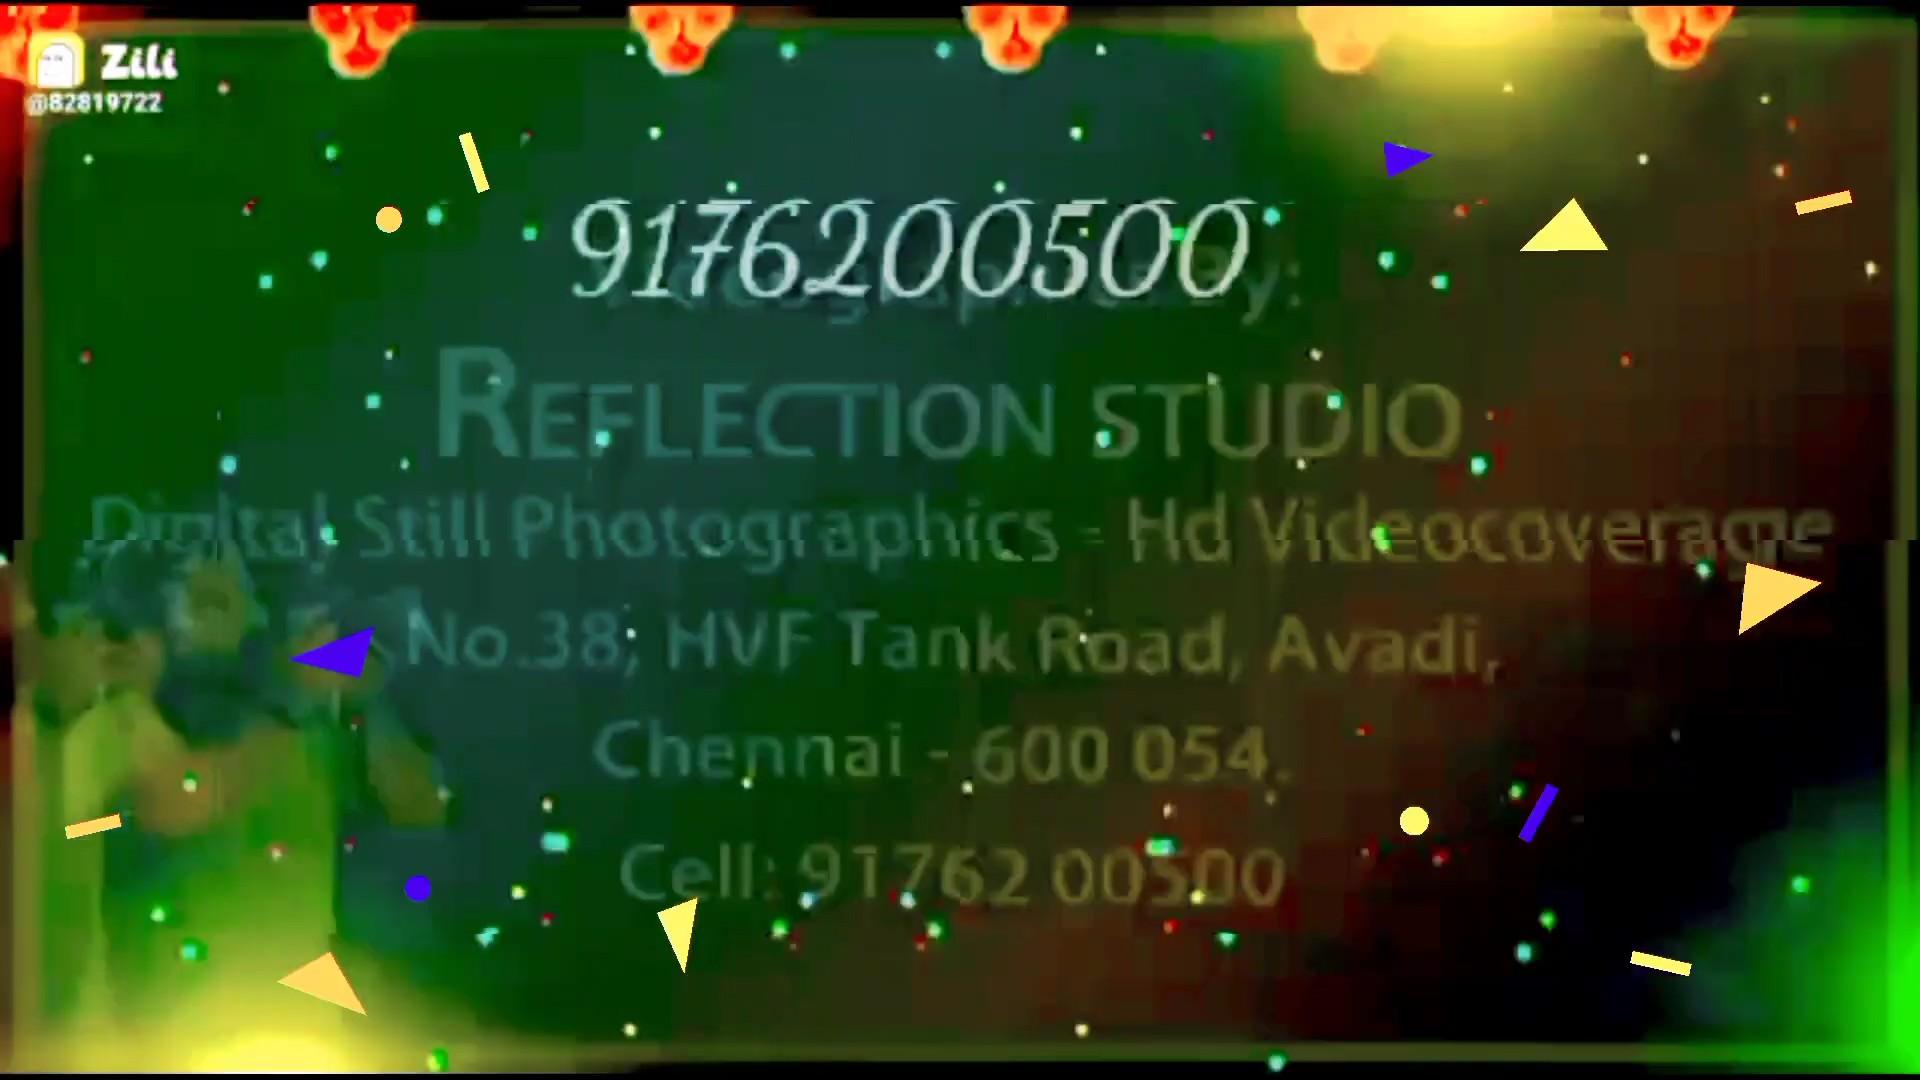 Zili
@82819722
9176200500
REFLECTION STUDIO
Digital Still Photographics - Hd Videocoverage
No.38, HVF Tank Road, Avadi,
Chennai - 600 054.
Cell: 91762 00500